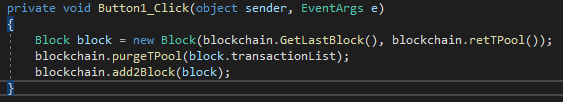 private void Button1_Click(object sender, EventArgs e)
{
Block block = new Block(blockchain.GetLastBlock(), blockchain.retTPool());
blockchain.purgeTPool(block.transactionList);
blockchain.add2Block(block);
}